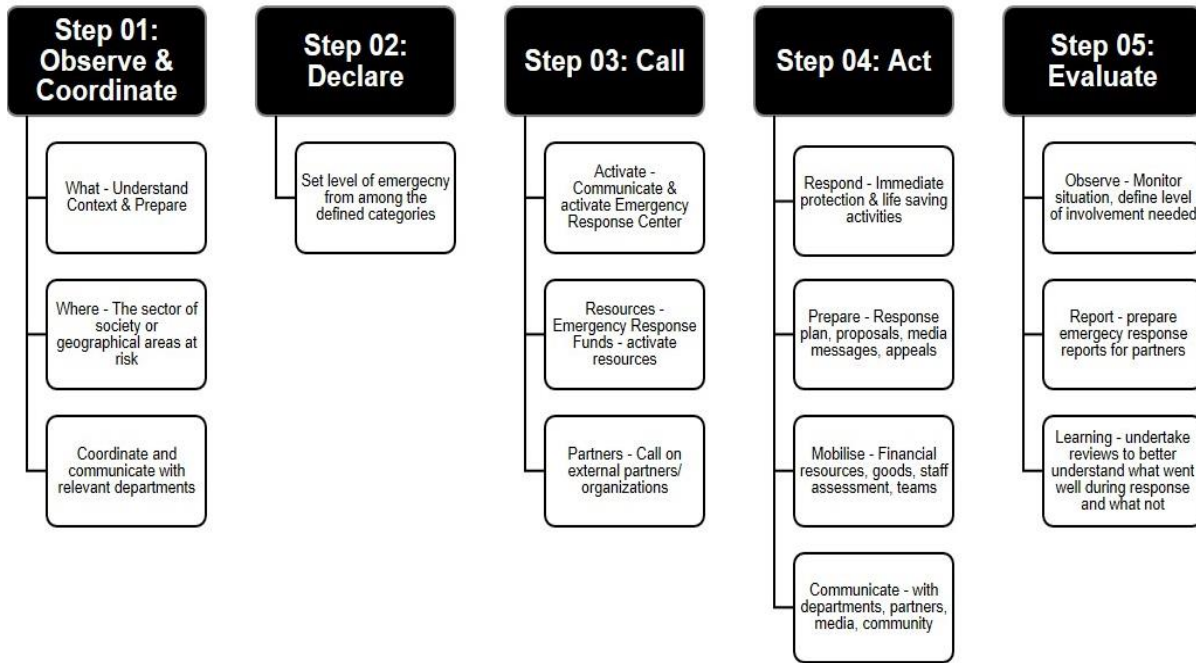 Step 01:
Observe &
Coordinate
What - Understand
Context & Prepare
Where - The sector of
society or
geographical areas at
risk
Coordinate and
communicate with
relevant departments
Step 02:
Declare
Set level of emergecny
from among the
defined categories
Step 03: Call
Activate -
Communicate &
activate Emergency
Response Center
Resources -
Emergency Response
Funds - activate
resources
Partners - Call on
external partners/
organizations
Step 04: Act
Respond - Immediate
protection & life saving
activities
Prepare - Response
plan, proposals, media
messages, appeals
Mobilise - Financial
resources, goods, staff
assessment, teams
Communicate - with
departments, partners,
media, community
Step 05:
Evaluate
Observe - Monitor
situation, define level
of involvement needed
Report - prepare
emergecy response
reports for partners
Learning - undertake
reviews to better
understand what went
well during response
and what not